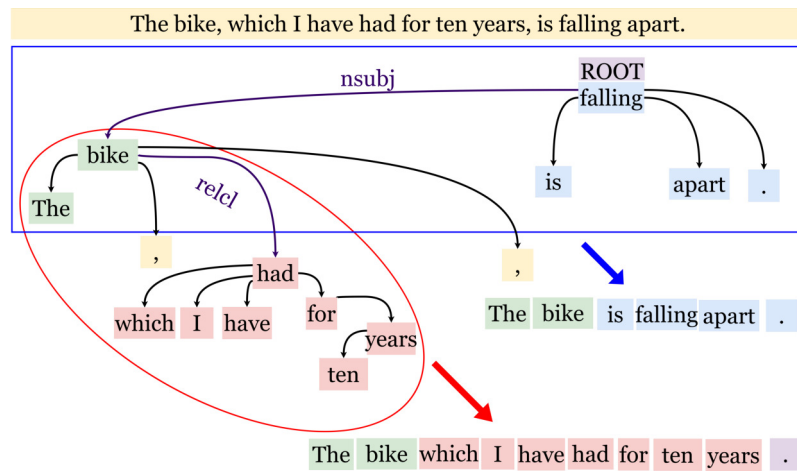 The bike, which I have had for ten years, is falling apart.
nsubj
ROOT
falling
bike
relcl
is
apart
.
The
,
,
had
which I have
for
years
ten
The bike is falling apart .
The bike which I have had for ten years .